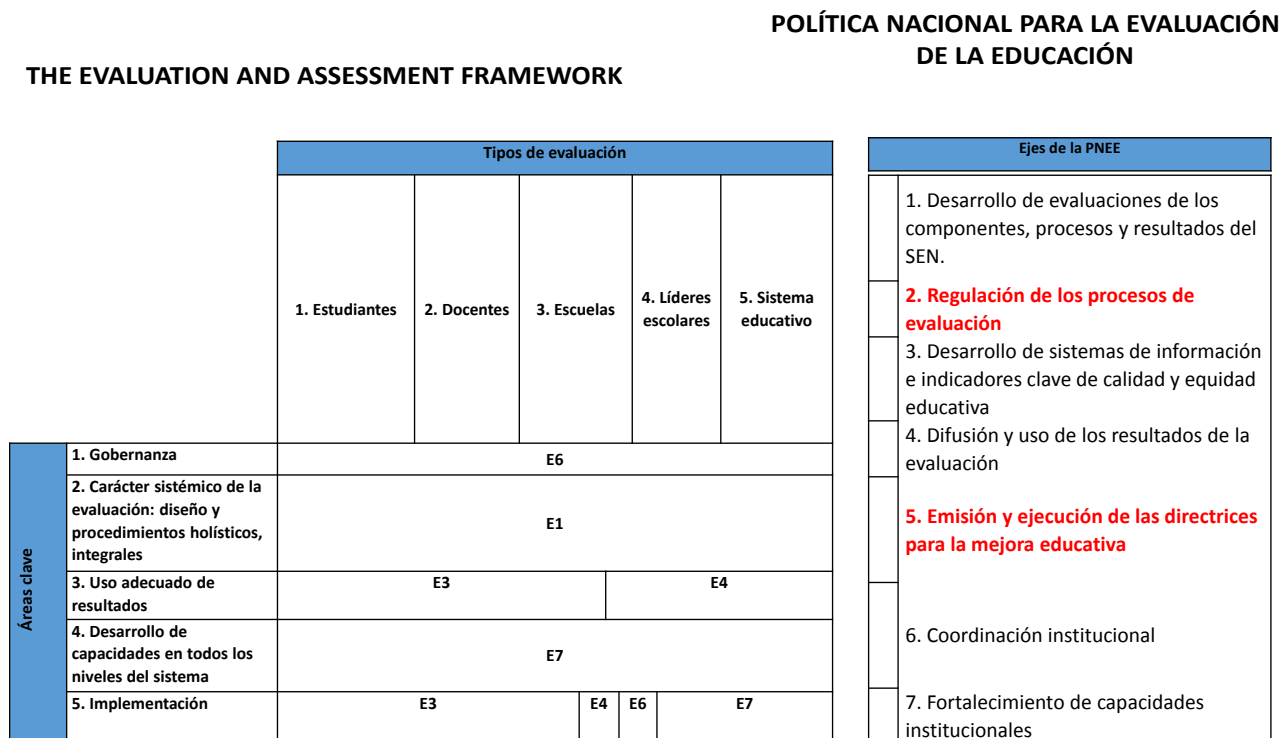 POLÍTICA NACIONAL PARA LA EVALUACIÓN
DE LA EDUCACIÓN
THE EVALUATION AND ASSESSMENT FRAMEWORK
Tipos de evaluación
1. Estudiantes
2. Docentes
3. Escuelas
4. Líderes
escolares
5. Sistema
educativo
Áreas clave
1. Gobernanza
E6
2. Carácter sistémico de la
evaluación: diseño y
procedimientos holísticos,
integrales
E1
3. Uso adecuado de
resultados
E3
E4
4. Desarrollo de
capacidades en todos los
niveles del sistema
E7
5. Implementación
E3
E4
E6
E7
Ejes de la PNEE
1. Desarrollo de evaluaciones de los
componentes, procesos y resultados del
SEN.
2. Regulación de los procesos de
evaluación
3. Desarrollo de sistemas de información
e indicadores clave de calidad y equidad
educativa
4. Difusión y uso de los resultados de la
evaluación
5. Emisión y ejecución de las directrices
para la mejora educativa
6. Coordinación institucional
7. Fortalecimiento de capacidades
institucionales